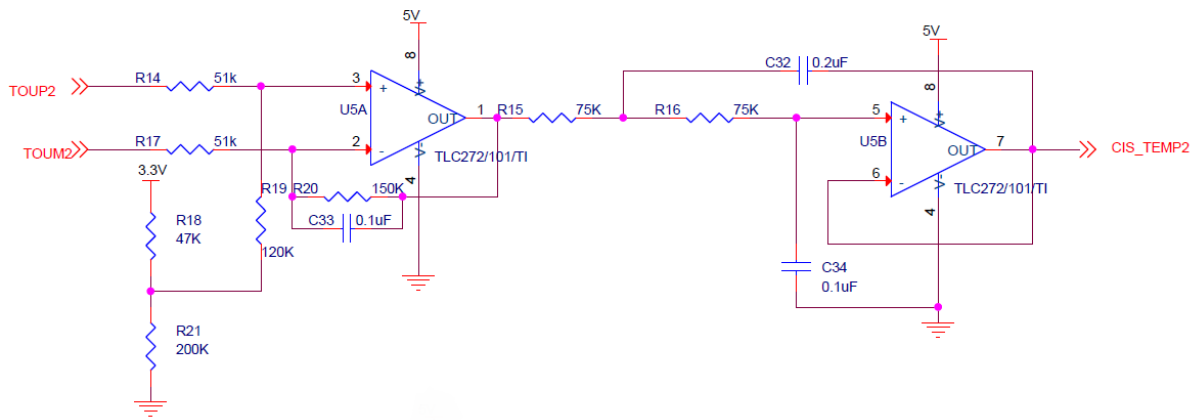 5V
8
R14
51k
3
TOUP2
+
V+
U5A
OUT
1
R15
75K
R17
51k
2
TOUM2
-
V-
TLC272/101/TI
4
3.3V
R19
R20
150K
C33
0.1uF
R18
47K
120K
R21
200K
C32
0.2uF
5V
8
R16
75K
5
+
V+
U5B
OUT
7
CIS_TEMP2
6
-
V-
TLC272/101/TI
4
C34
0.1uF